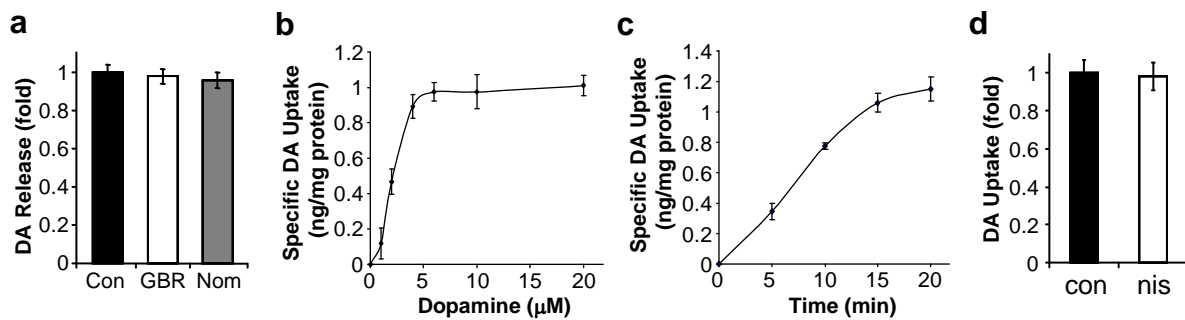 a
DA Release (fold)
1
0.8
0.6
0.4
0.2
0
Con GBR Nom
b
Specific DA Uptake
(ng/mg protein)
1.2
1
0.8
0.6
0.4
0.2
0
0 5 10 15 20
Dopamine (μM)
c
Specific DA Uptake
(ng/mg protein)
1.4
1.2
1
0.8
0.6
0.4
0.2
0
0 5 10 15 20
Time (min)
d
DA Uptake (fold)
1
0.8
0.6
0.4
0.2
0
con nis